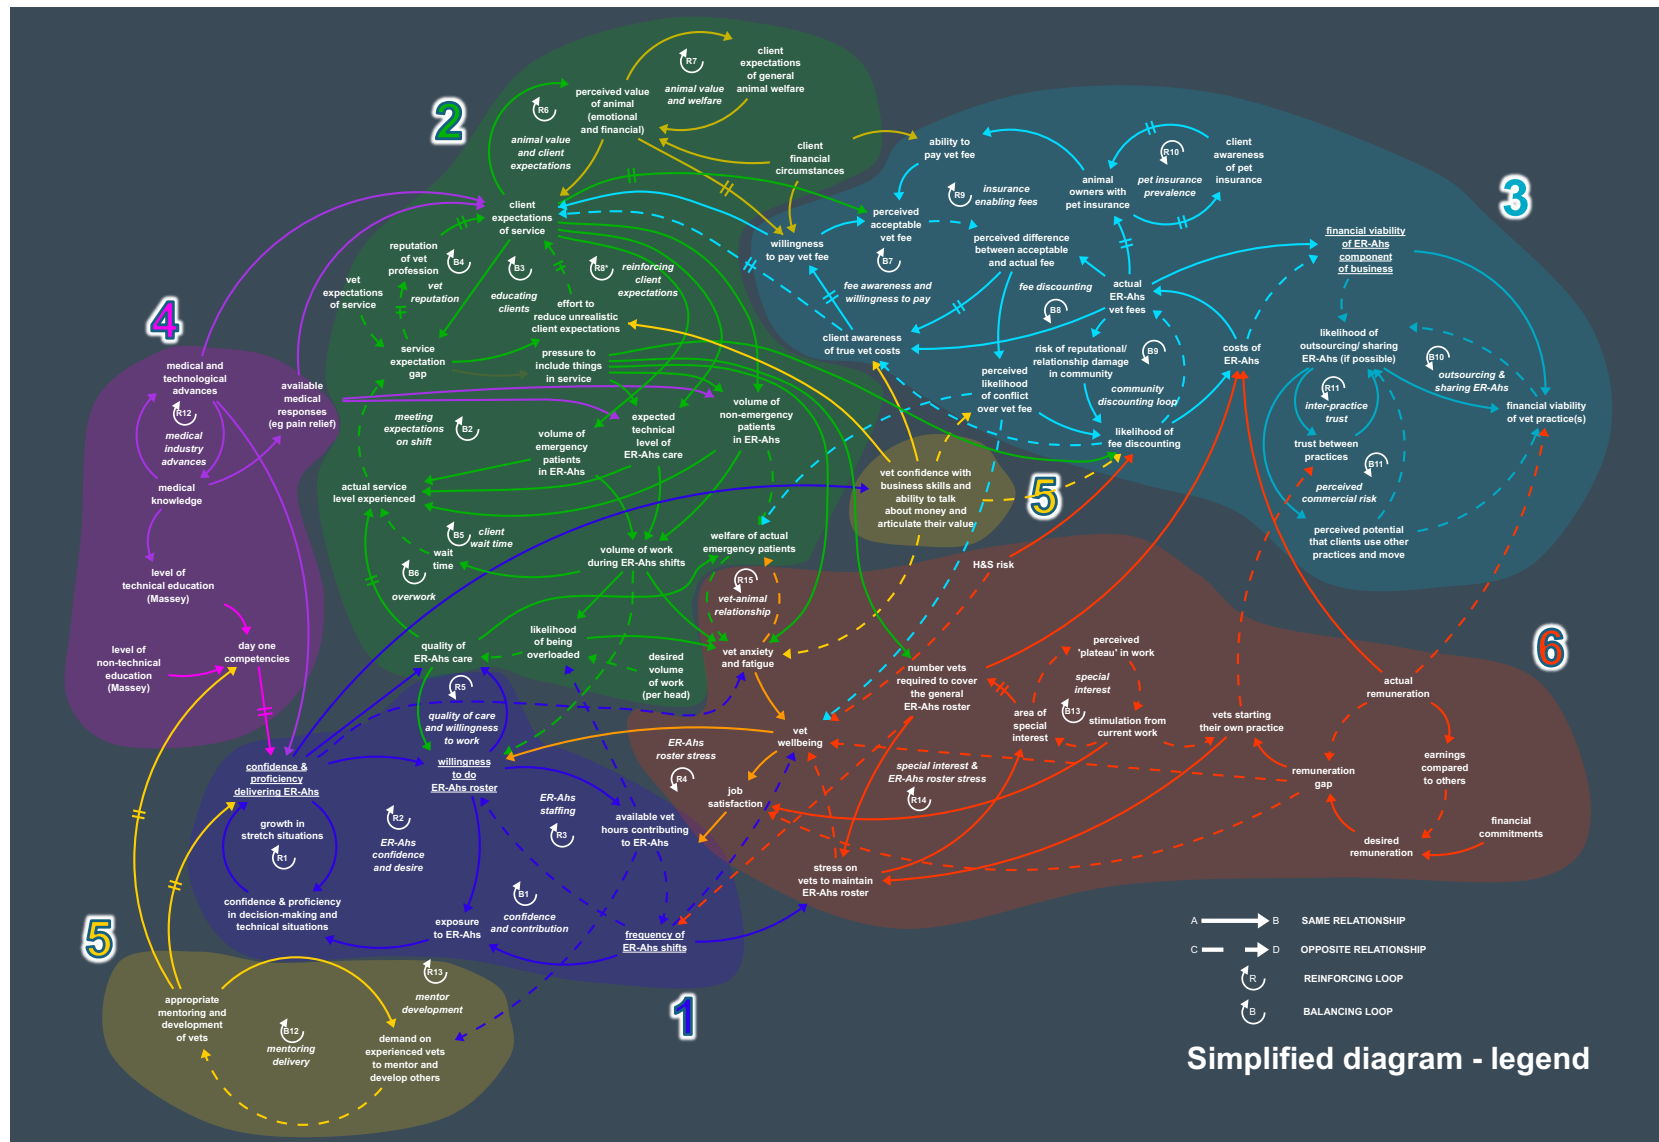 2
R7
client
expectations
of general
animal welfare
perceived value
of animal
(emotional
and financial)
animal value
and welfare
R6
animal value
and client
expectations
client
financial
circumstances
client
expectations
of service
reputation
of vet
profession
B4
vet
reputation
vet
expectations
of service
B3
educating
clients
R8*
reinforcing
client
expectations
effort to
reduce unrealistic
client expectations
service
expectation
gap
pressure to
include things
in service
meeting
expectations
on shift
B2
volume of
emergency
patients
in ER-Ahs
expected
technical
level of
ER-Ahs care
volume of
non-emergency
patients
in ER-Ahs
actual service
level experienced
B5
client
wait time
wait
time
B6
overwork
volume of work
during ER-Ahs shifts
welfare of actual
emergency patients
quality of
ER-Ahs care
likelihood
of being
overloaded
desired
volume
of work
(per head)
3
ability to
pay vet fee
animal
owners with
pet insurance
R10
pet insurance
prevalence
client
awareness
of pet
insurance
R9
insurance
enabling fees
perceived
acceptable
vet fee
willingness
to pay vet fee
B7
fee awareness and
willingness to pay
perceived difference
between acceptable
and actual fee
fee discounting
B8
actual
ER-Ahs
vet fees
financial viability
of ER-Ahs
component
of business
client awareness
of true vet costs
risk of reputational/
relationship damage
in community
B9
community
discounting loop
perceived
likelihood
of conflict
over vet fee
likelihood of
fee discounting
costs of
ER-Ahs
likelihood of
outsourcing/ sharing
ER-Ahs (if possible)
B10
outsourcing &
sharing ER-Ahs
R11
inter-practice
trust
trust between
practices
B11
perceived
commercial risk
perceived potential
that clients use other
practices and move
financial viability
of vet practice(s)
4
medical and
technological
advances
R12
medical
industry
advances
available
medical
responses
(eg pain relief)
medical
knowledge
level of
technical education
(Massey)
level of
non-technical
education
(Massey)
day one
competencies
5
vet confidence with
business skills and
ability to talk
about money and
articulate their value
6
H&S risk
R15
vet-animal
relationship
vet anxiety
and fatigue
number vets
required to cover
the general
ER-Ahs roster
perceived
'plateau' in work
special
interest
B13
area of
special
interest
stimulation from
current work
vets starting
their own practice
actual
remuneration
remuneration
gap
earnings
compared
to others
desired
remuneration
financial
commitments
vet
wellbeing
ER-Ahs
roster stress
R4
job
satisfaction
special interest &
ER-Ahs roster stress
R14
stress on
vets to maintain
ER-Ahs roster
1
R5
quality of care
and willingness
to work
confidence &
proficiency
delivering ER-Ahs
willingness
to do
ER-Ahs roster
growth in
stretch situations
R1
R2
ER-Ahs
confidence
and desire
ER-Ahs
staffing
R3
available vet
hours contributing
to ER-Ahs
confidence & proficiency
in decision-making and
technical situations
exposure
to ER-Ahs
B1
confidence
and contribution
frequency of
ER-Ahs shifts
5
appropriate
mentoring and
development
of vets
B12
mentoring
delivery
R13
mentor
development
demand on
experienced vets
to mentor and
develop others
A B SAME RELATIONSHIP
C D OPPOSITE RELATIONSHIP
R REINFORCING LOOP
B BALANCING LOOP
Simplified diagram - legend